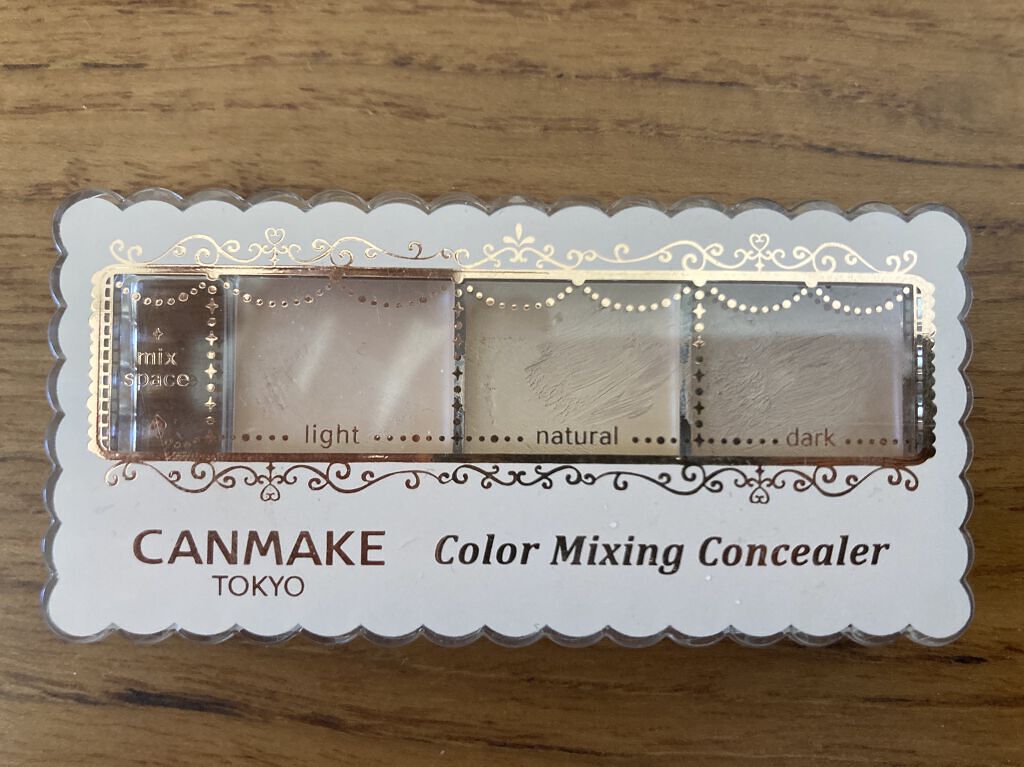 mix
space
light
natural
dark
CANMAKE
TOKYO
Color Mixing Concealer